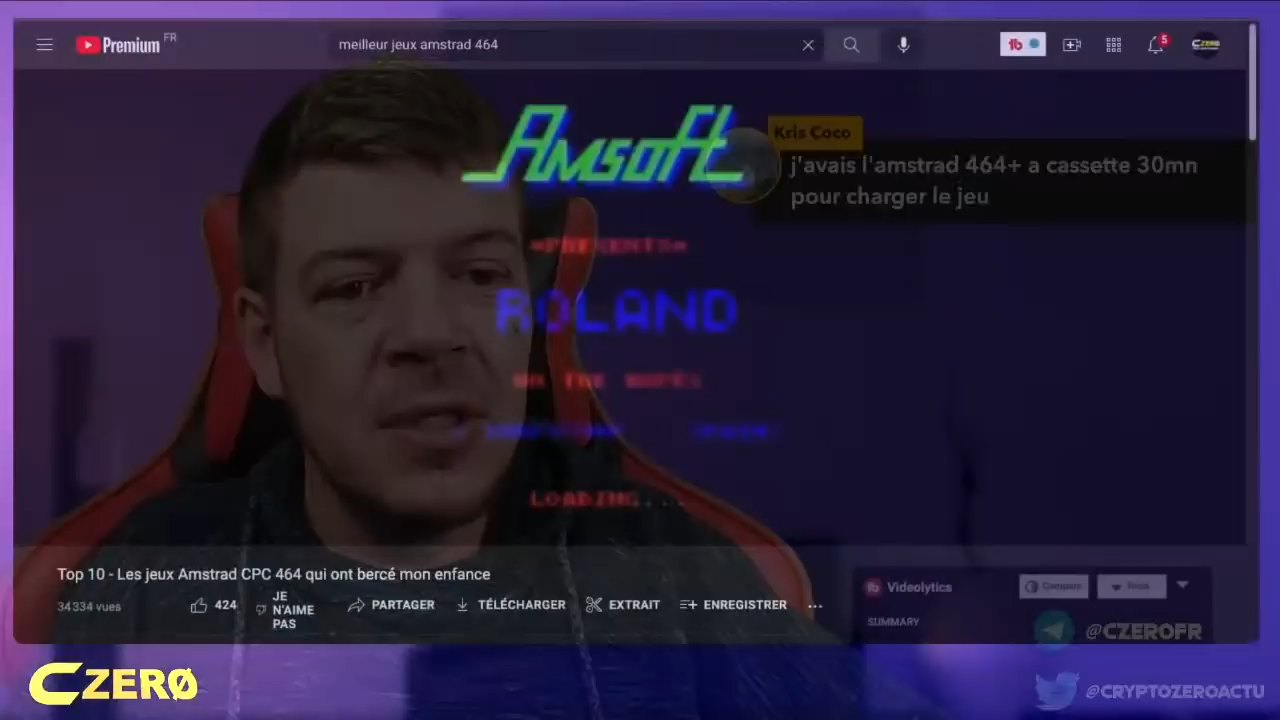 Premium FR
meilleur jeux amstrad 464
5
Amsoft
Kris Coco
j'avais l'amstrad 464+ a cassette 30mn
pour charger le jeu
*PRESENTS*
ROLAND
LOADING....
Top 10 - Les jeux Amstrad CPC 464 qui ont bercé mon enfance
34 334 vues
424
JE
N'AIME
PAS
PARTAGER
TÉLÉCHARGER
EXTRAIT
ENREGISTRER
...
Videolytics
SUMMARY
@CZEROFR
CZERØ
@CRYPTOZEROACTU